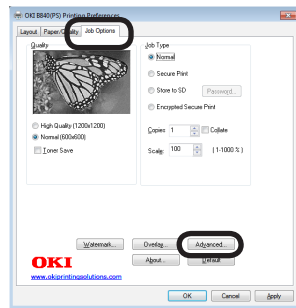 OKI B840(PS) Printing Preferences
Layout Paper/Quality Job Options
Quality
High Quality (1200x1200)
Normal (600x600)
Toner Save
Job Type
Normal
Secure Print
Store to SD Password...
Encrypted Secure Print
Copies 1 Collate
Scale: 100 (1-1000 %)
Watermark... Overlay... Advanced...
OKI About... Default
www.okiprintingsolutions.com
OK Cancel Apply